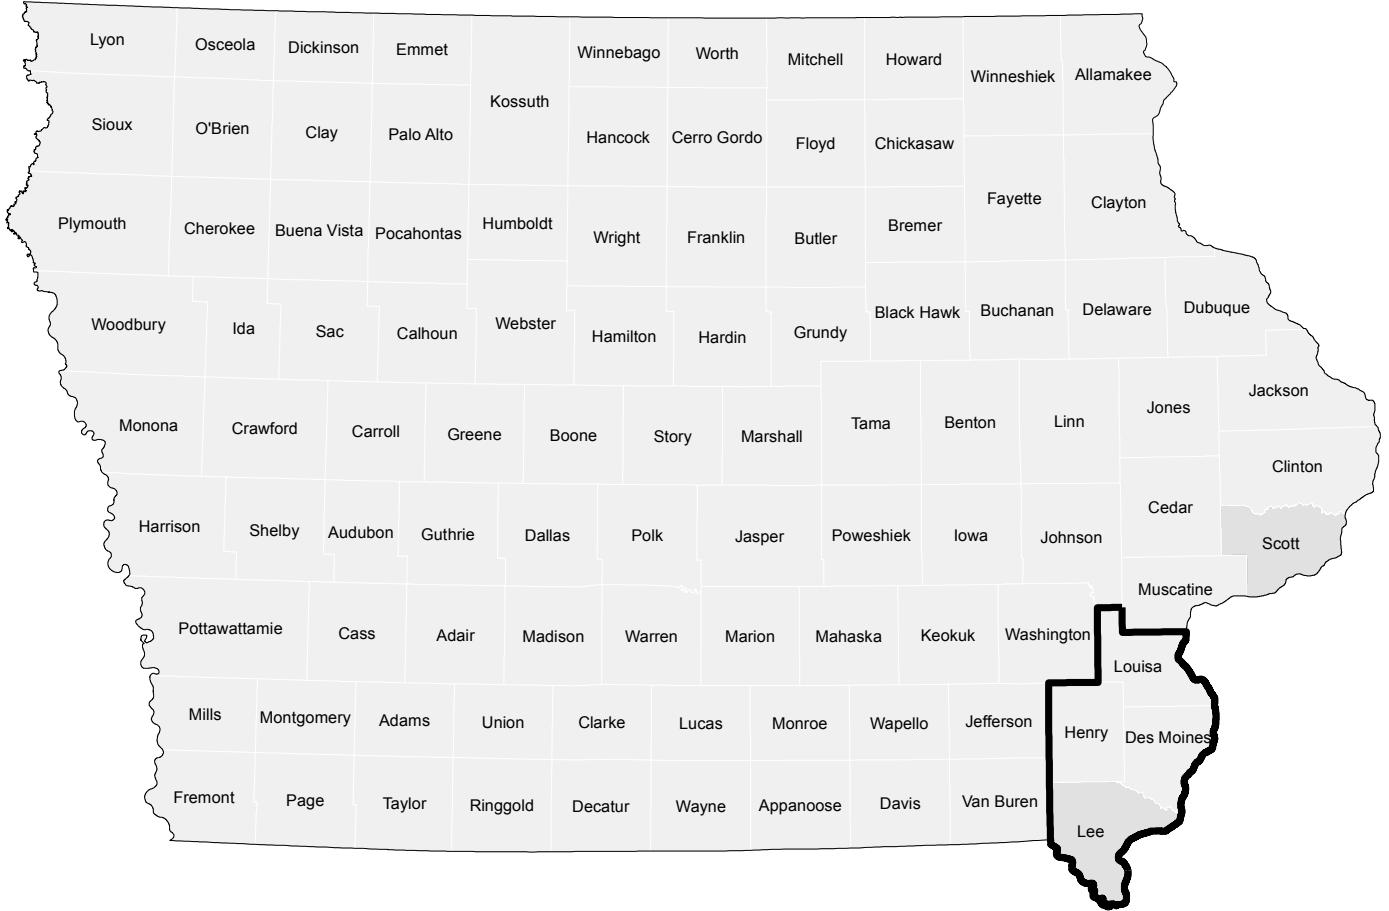 Lyon
Osceola
Dickinson
Emmet
Kossuth
Winnebago
Worth
Mitchell
Howard
Winneshiek
Allamakee
Sioux
O'Brien
Clay
Palo Alto
Hancock
Cerro Gordo
Floyd
Chickasaw
Fayette
Clayton
Plymouth
Cherokee
Buena Vista
Pocahontas
Humboldt
Wright
Franklin
Butler
Bremer
Woodbury
Ida
Sac
Calhoun
Webster
Hamilton
Hardin
Grundy
Black Hawk
Buchanan
Delaware
Dubuque
Monona
Crawford
Carroll
Greene
Boone
Story
Marshall
Tama
Benton
Linn
Jones
Jackson
Clinton
Harrison
Shelby
Audubon
Guthrie
Dallas
Polk
Jasper
Poweshiek
Iowa
Johnson
Cedar
Scott
Muscatine
Pottawattamie
Cass
Adair
Madison
Warren
Marion
Mahaska
Keokuk
Washington
Louisa
Mills
Montgomery
Adams
Union
Clarke
Lucas
Monroe
Wapello
Jefferson
Henry
Des Moines
Fremont
Page
Taylor
Ringgold
Decatur
Wayne
Appanoose
Davis
Van Buren
Lee